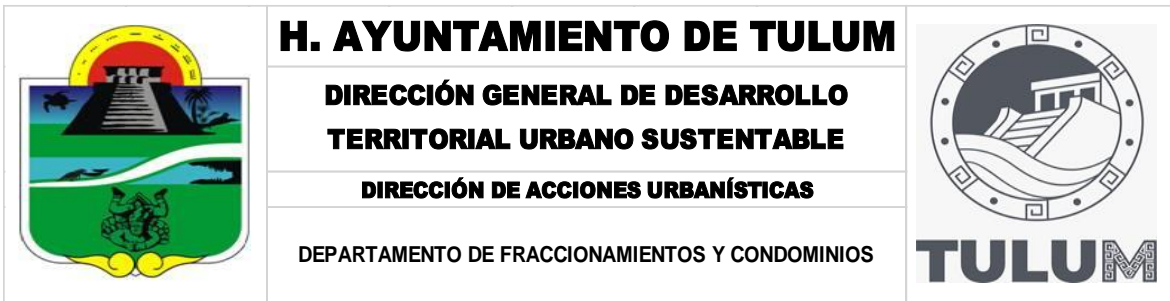 H. AYUNTAMIENTO DE TULUM
DIRECCIÓN GENERAL DE DESARROLLO
TERRITORIAL URBANO SUSTENTABLE
DIRECCIÓN DE ACCIONES URBANÍSTICAS
DEPARTAMENTO DE FRACCIONAMIENTOS Y CONDOMINIOS
TULUM